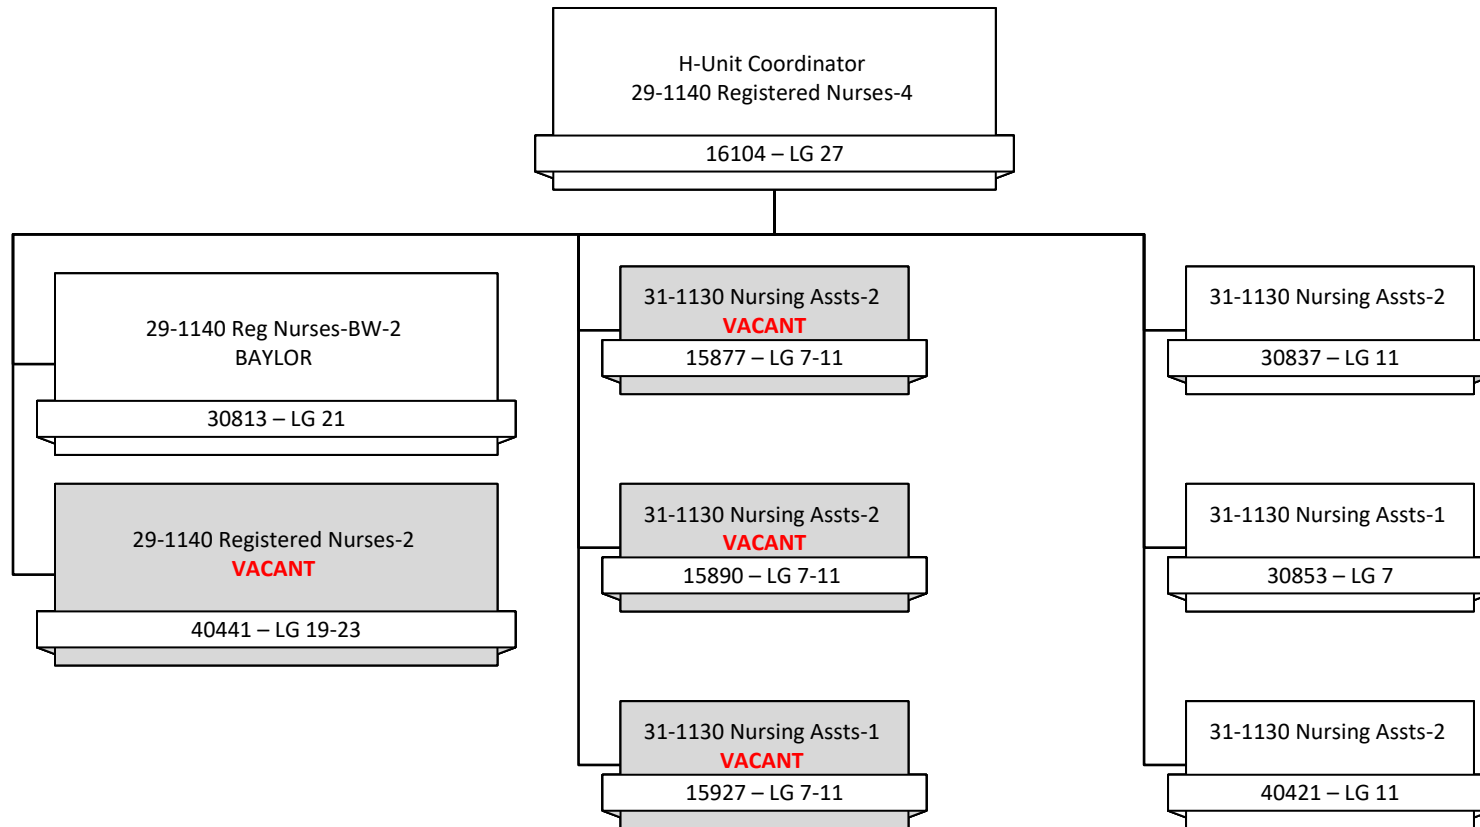 H-Unit Coordinator
29-1140 Registered Nurses-4
16104 – LG 27
29-1140 Reg Nurses-BW-2
BAYLOR
30813 – LG 21
29-1140 Registered Nurses-2
VACANT
40441 – LG 19-23
31-1130 Nursing Assts-2
VACANT
15877 – LG 7-11
31-1130 Nursing Assts-2
VACANT
15890 – LG 7-11
31-1130 Nursing Assts-1
VACANT
15927 – LG 7-11
31-1130 Nursing Assts-2
30837 – LG 11
31-1130 Nursing Assts-1
30853 – LG 7
31-1130 Nursing Assts-2
40421 – LG 11